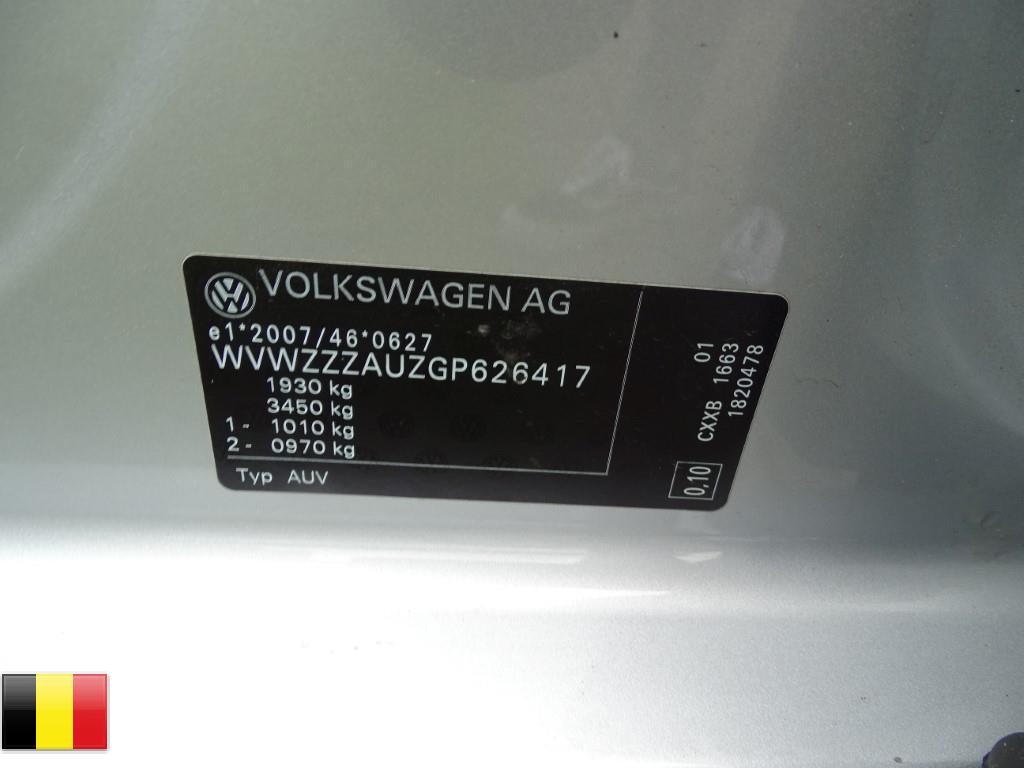 VOLKSWAGEN AG
e1*2007/46*0627
WVWZZZAUZGP626417
1930 kg
3450 kg
1- 1010 kg
2- 0970 kg
Typ AUV
01
CXXB 1663
1820478
0,10